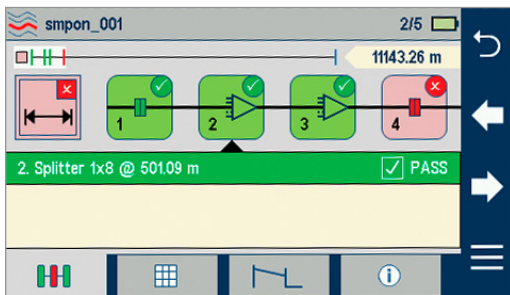 smpon_001
2/5
11143.26 m
1
2
3
4
2. Splitter 1x8 @ 501.09 m
PASS